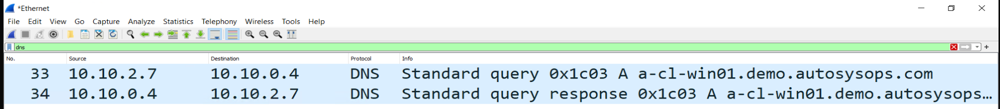 *Ethernet
File Edit View Go Capture Analyze Statistics Telephony Wireless Tools Help
dns
No. Source Destination Protocol Info
33 10.10.2.7 10.10.0.4 DNS Standard query 0x1c03 A a-cl-win01.demo.autosysops.com
34 10.10.0.4 10.10.2.7 DNS Standard query response 0x1c03 A a-cl-win01.demo.autosysops…